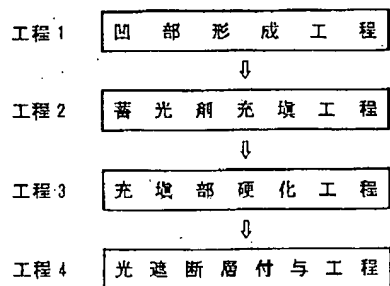 工程1 凹部形成工程
⇩
工程2 蓄光剤充填工程
⇩
工程3 充填部硬化工程
⇩
工程4 光遮断層付与工程